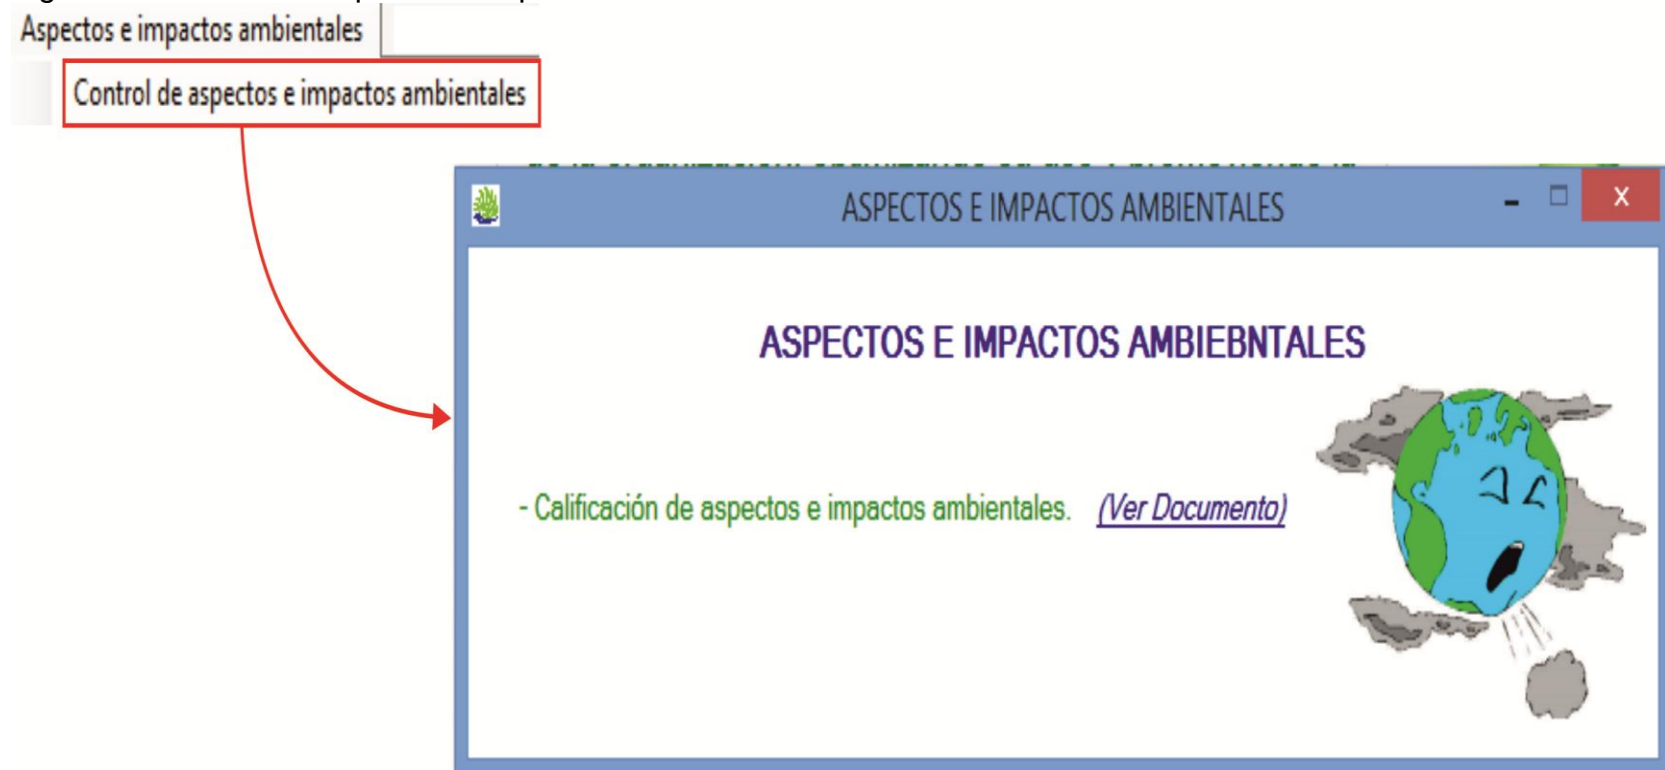 Aspectos e impactos ambientales
Control de aspectos e impactos ambientales
ASPECTOS E IMPACTOS AMBIENTALES
X
ASPECTOS E IMPACTOS AMBIEBNTALES
- Calificación de aspectos e impactos ambientales. (Ver Documento)